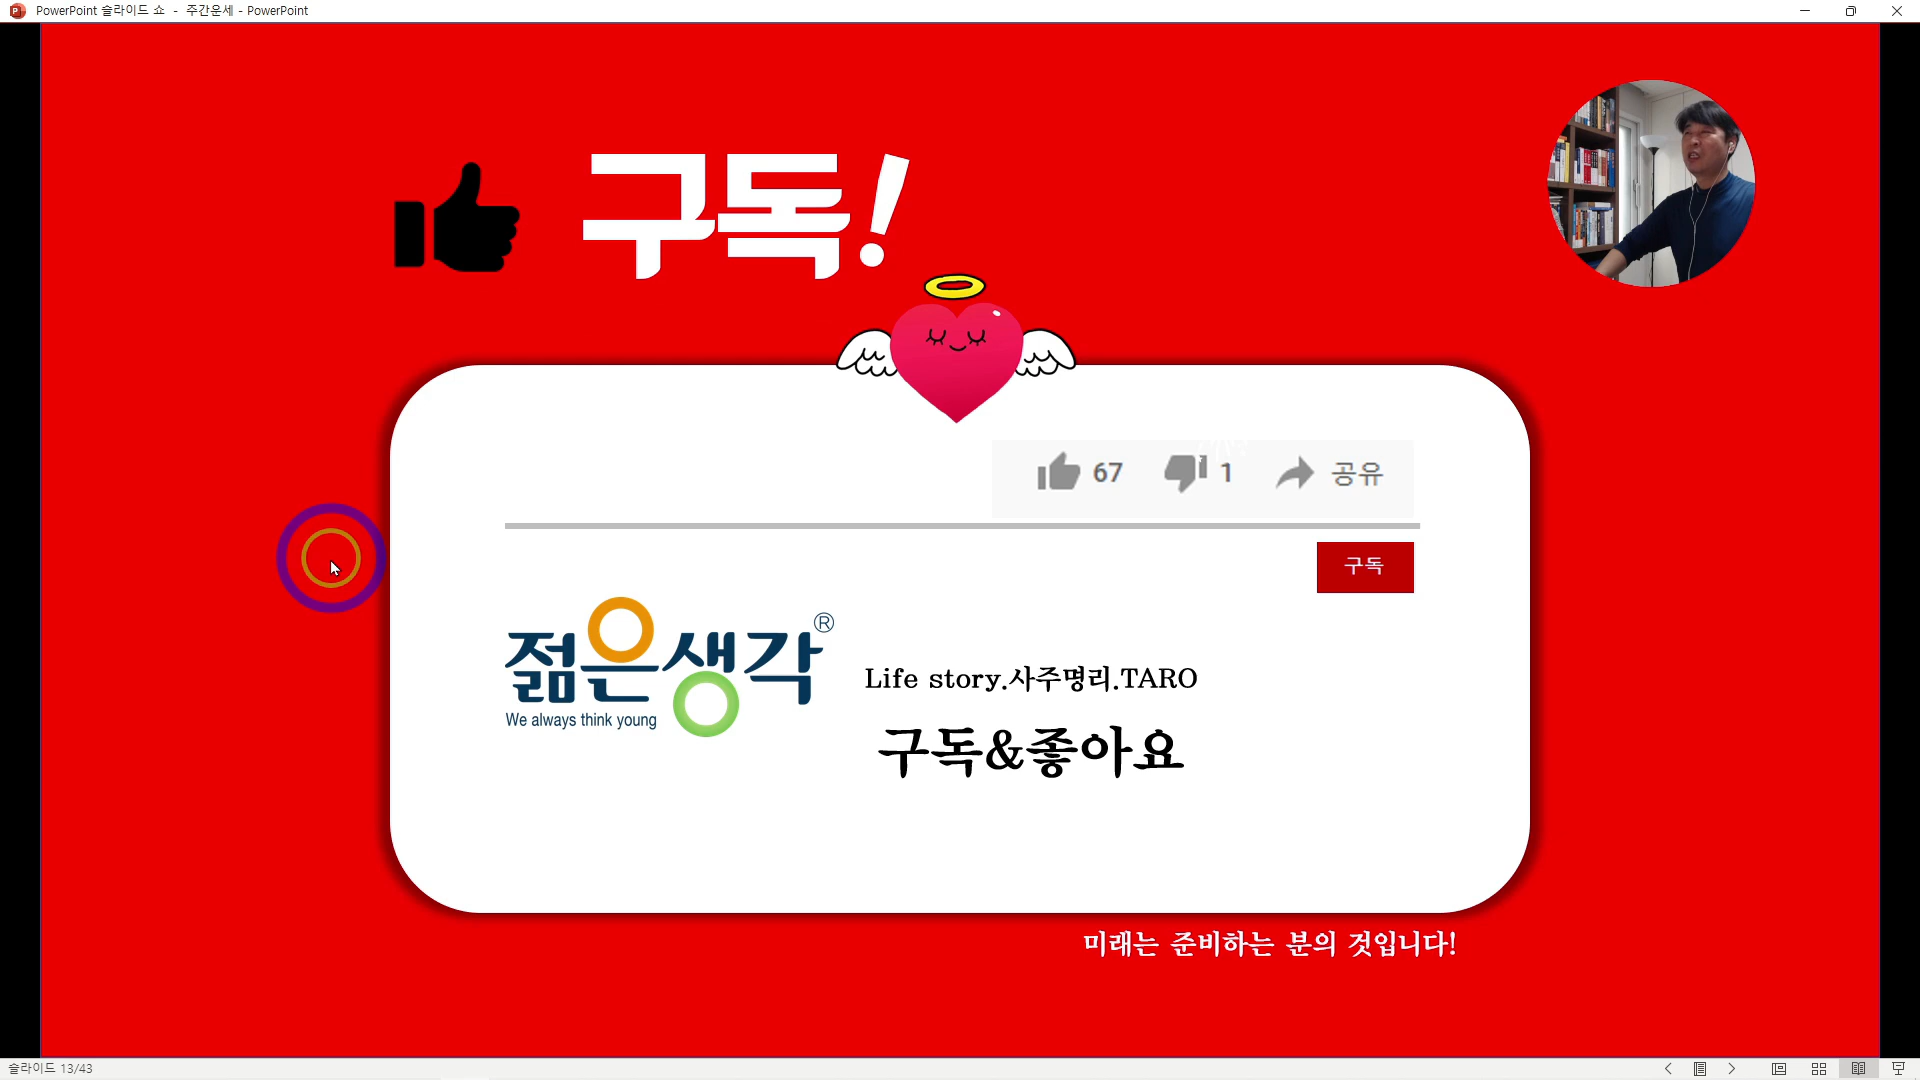 PowerPoint 슬라이드 쇼 - 주간운세 - PowerPoint
구독!
67 1 공유
구독
젊은생각®
We always think young
Life story.사주명리.TARO
구독&좋아요
미래는 준비하는 분의 것입니다!
슬라이드 13/43